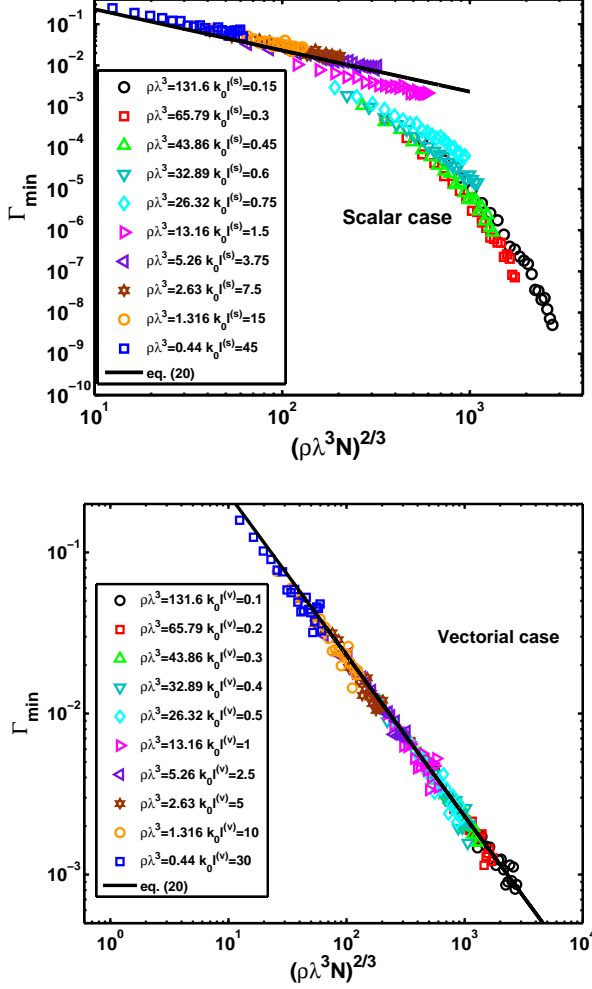 10⁻¹
10⁻²
10⁻³
10⁻⁴
10⁻⁵
10⁻⁶
10⁻⁷
10⁻⁸
10⁻⁹
10⁻¹⁰
Γmin
ρλ³=131.6 k₀l⁽ˢ⁾=0.15
ρλ³=65.79 k₀l⁽ˢ⁾=0.3
ρλ³=43.86 k₀l⁽ˢ⁾=0.45
ρλ³=32.89 k₀l⁽ˢ⁾=0.6
ρλ³=26.32 k₀l⁽ˢ⁾=0.75
ρλ³=13.16 k₀l⁽ˢ⁾=1.5
ρλ³=5.26 k₀l⁽ˢ⁾=3.75
ρλ³=2.63 k₀l⁽ˢ⁾=7.5
ρλ³=1.316 k₀l⁽ˢ⁾=15
ρλ³=0.44 k₀l⁽ˢ⁾=45
eq. (20)
Scalar case
10¹ 10² 10³
(ρλ³N)²/³
10⁻¹
10⁻²
10⁻³
Γmin
ρλ³=131.6 k₀l⁽ᵛ⁾=0.1
ρλ³=65.79 k₀l⁽ᵛ⁾=0.2
ρλ³=43.86 k₀l⁽ᵛ⁾=0.3
ρλ³=32.89 k₀l⁽ᵛ⁾=0.4
ρλ³=26.32 k₀l⁽ᵛ⁾=0.5
ρλ³=13.16 k₀l⁽ᵛ⁾=1
ρλ³=5.26 k₀l⁽ᵛ⁾=2.5
ρλ³=2.63 k₀l⁽ᵛ⁾=5
ρλ³=1.316 k₀l⁽ᵛ⁾=10
ρλ³=0.44 k₀l⁽ᵛ⁾=30
eq. (20)
Vectorial case
10⁰ 10¹ 10² 10³ 10⁴
(ρλ³N)²/³